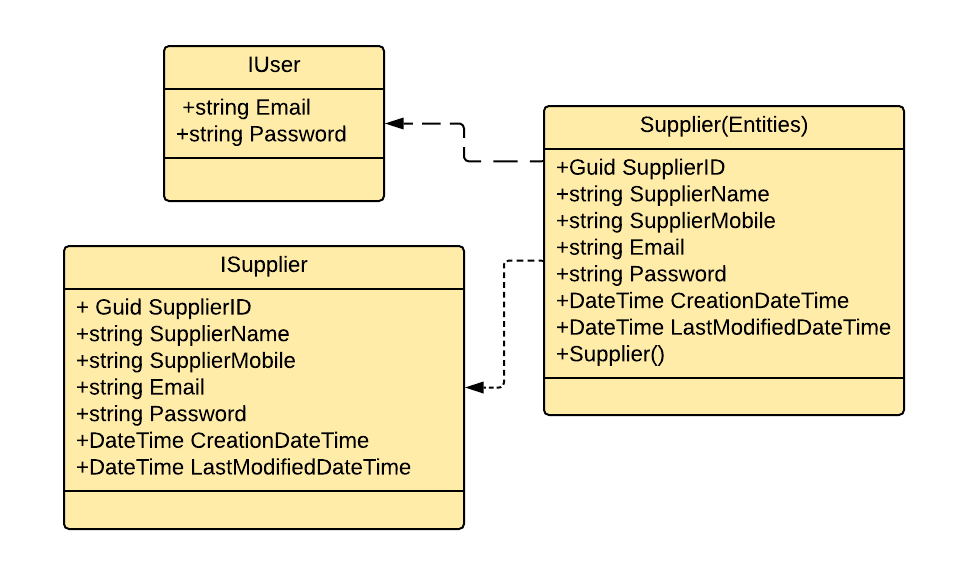 IUser
+string Email
+string Password
Supplier(Entities)
+Guid SupplierID
+string SupplierName
+string SupplierMobile
+string Email
+string Password
+DateTime CreationDateTime
+DateTime LastModifiedDateTime
+Supplier()
ISupplier
+ Guid SupplierID
+string SupplierName
+string SupplierMobile
+string Email
+string Password
+DateTime CreationDateTime
+DateTime LastModifiedDateTime